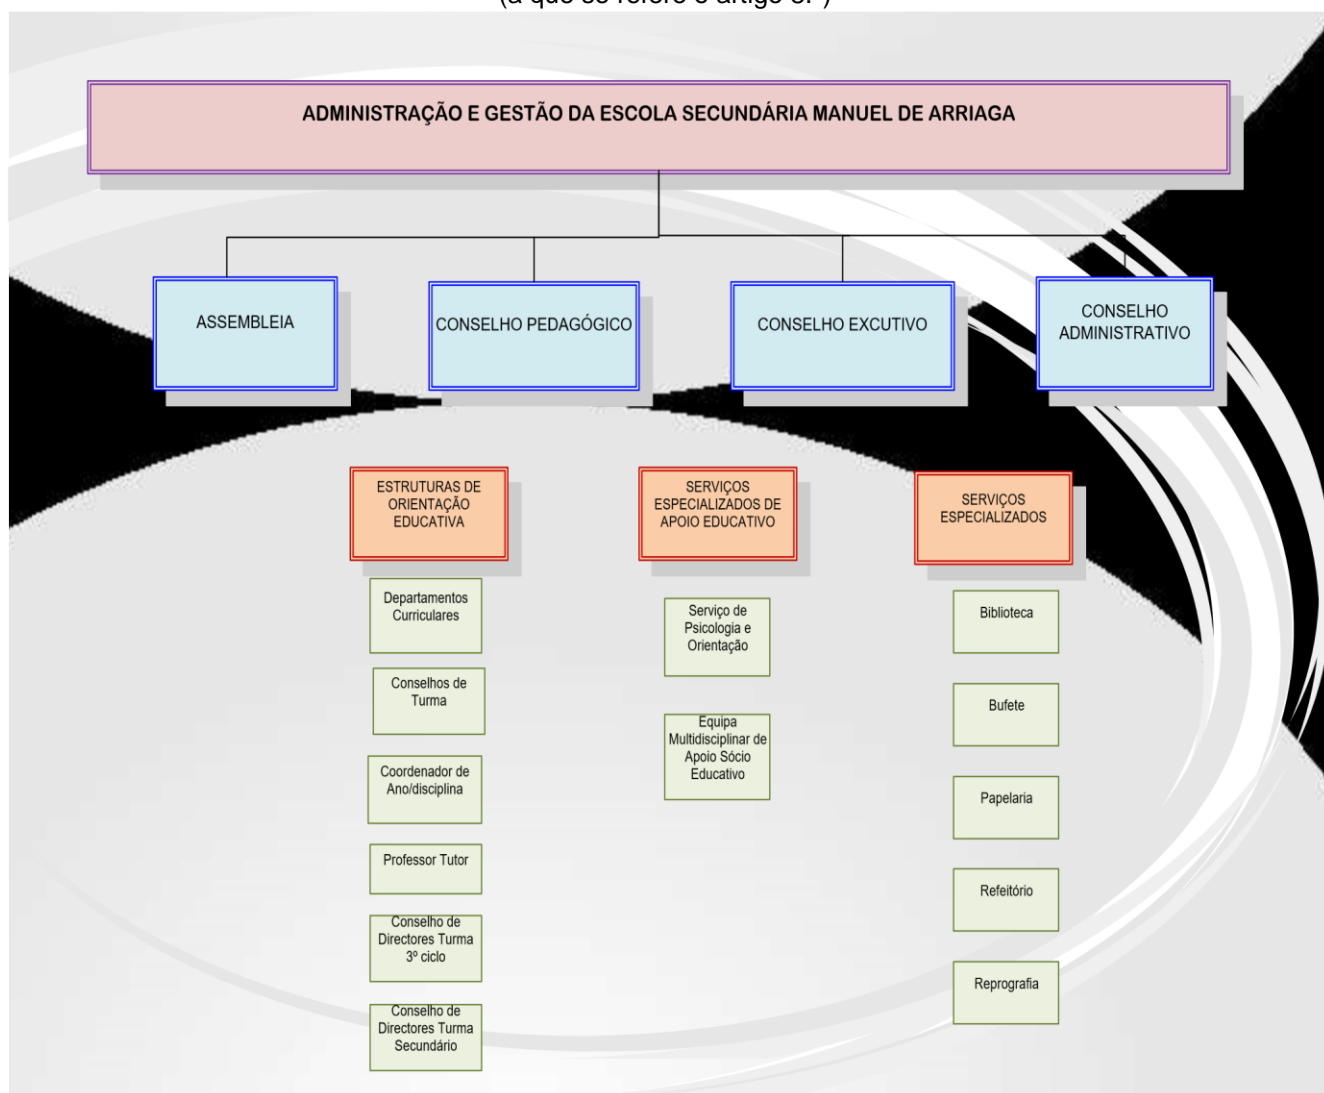 ADMINISTRAÇÃO E GESTÃO DA ESCOLA SECUNDÁRIA MANUEL DE ARRIAGA
ASSEMBLEIA
CONSELHO PEDAGÓGICO
CONSELHO EXCUTIVO
CONSELHO
ADMINISTRATIVO
ESTRUTURAS DE
ORIENTAÇÃO
EDUCATIVA
Departamentos
Curriculares
Conselhos de
Turma
Coordenador de
Ano/disciplina
Professor Tutor
Conselho de
Directores Turma
3º ciclo
Conselho de
Directores Turma
Secundário
SERVIÇOS
ESPECIALIZADOS DE
APOIO EDUCATIVO
Serviço de
Psicologia e
Orientação
Equipa
Multidisciplinar de
Apoio Sócio
Educativo
SERVIÇOS
ESPECIALIZADOS
Biblioteca
Bufete
Papelaria
Refeitório
Reprografia